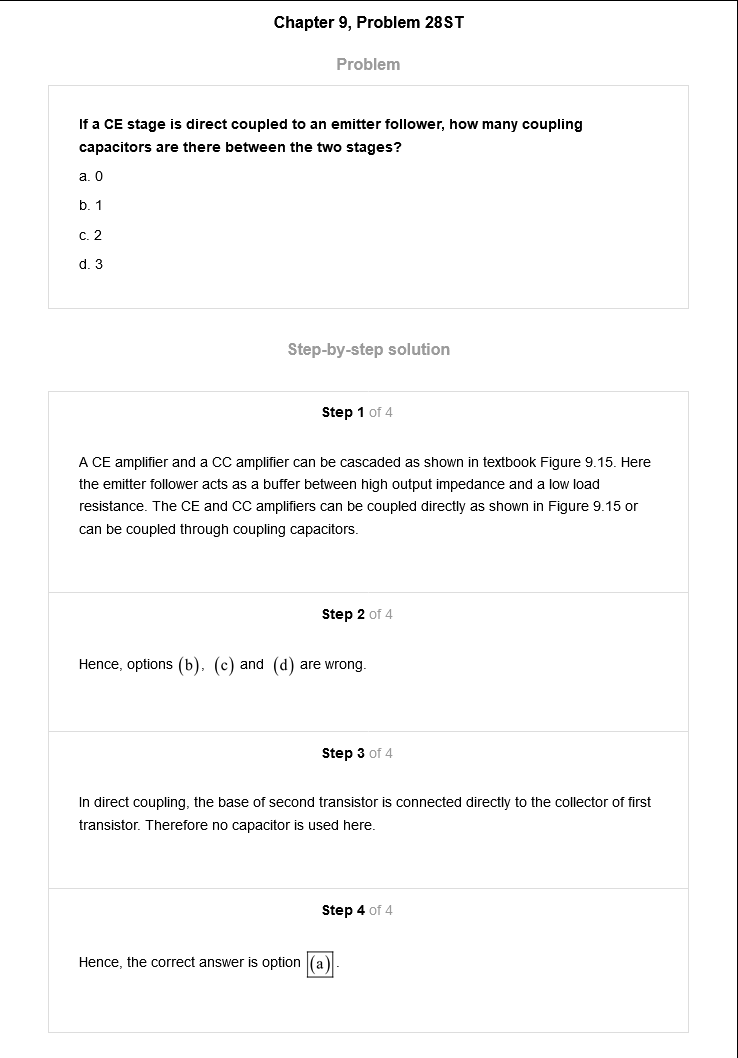 Chapter 9, Problem 28ST
Problem
If a CE stage is direct coupled to an emitter follower, how many coupling
capacitors are there between the two stages?
a. 0
b. 1
c. 2
d. 3
Step-by-step solution
Step 1 of 4
A CE amplifier and a CC amplifier can be cascaded as shown in textbook Figure 9.15. Here
the emitter follower acts as a buffer between high output impedance and a low load
resistance. The CE and CC amplifiers can be coupled directly as shown in Figure 9.15 or
can be coupled through coupling capacitors.
Step 2 of 4
Hence, options (b), (c) and (d) are wrong.
Step 3 of 4
In direct coupling, the base of second transistor is connected directly to the collector of first
transistor. Therefore no capacitor is used here.
Step 4 of 4
Hence, the correct answer is option (a).